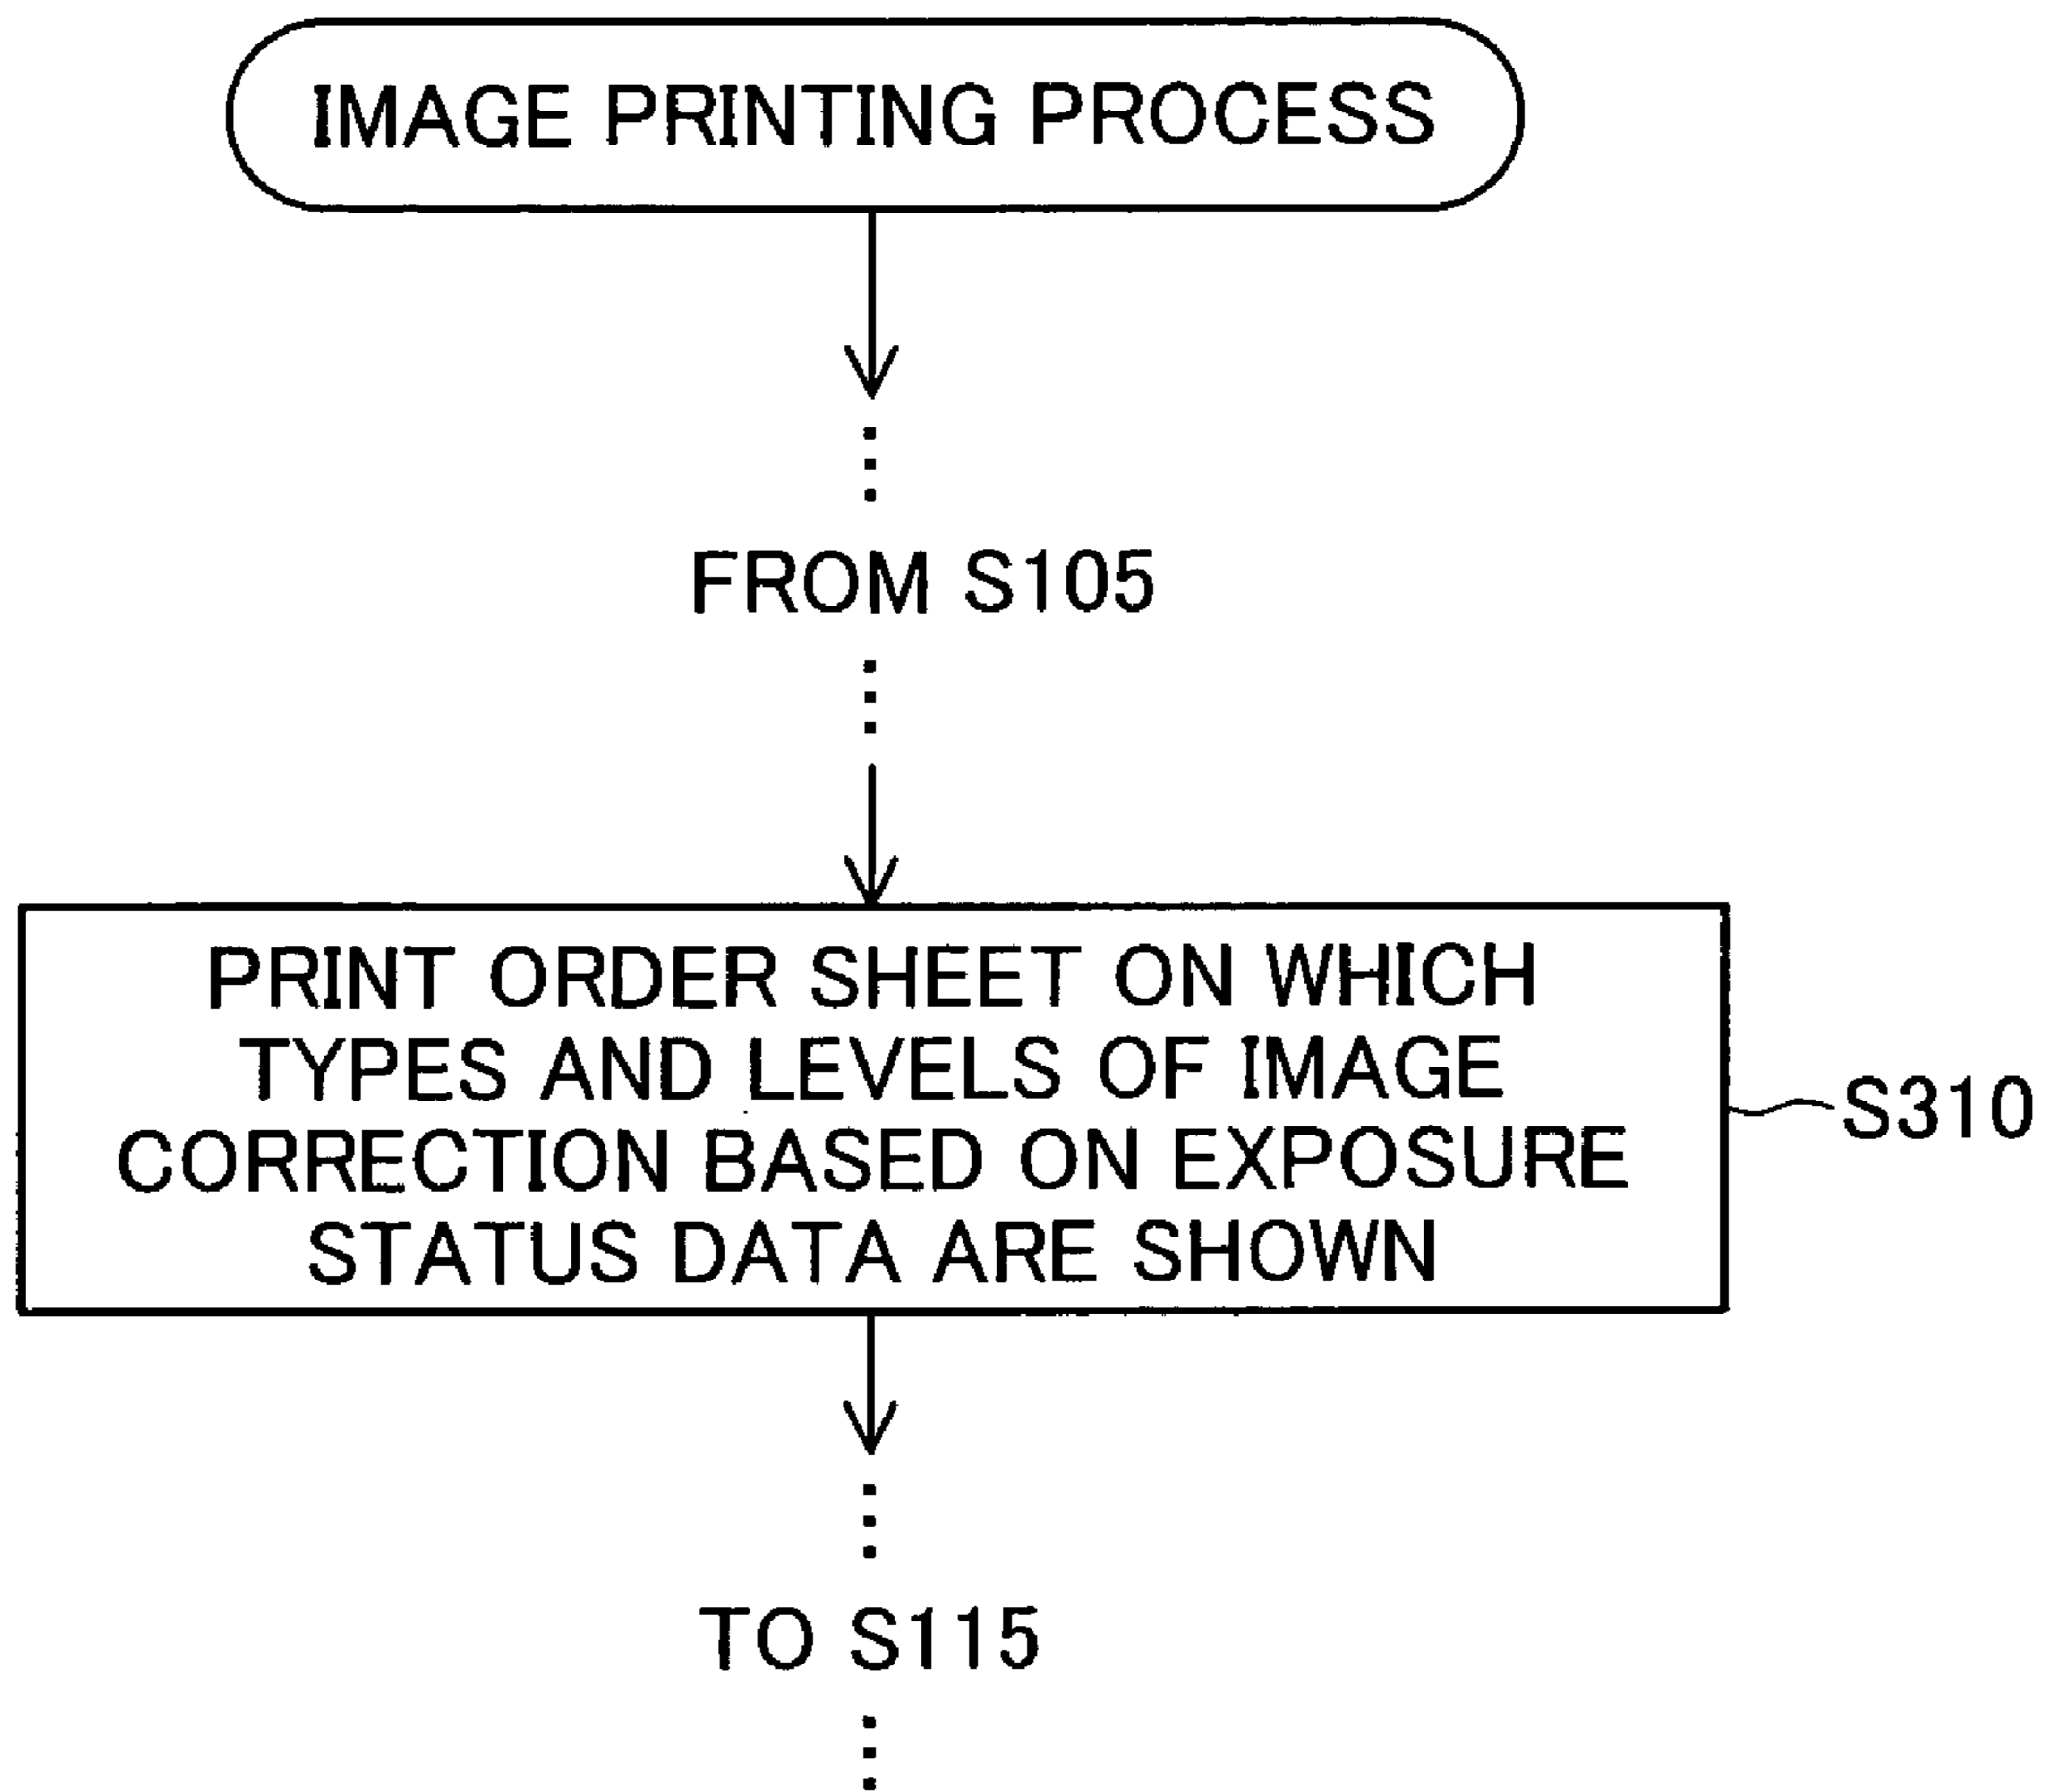 IMAGE PRINTING PROCESS
FROM S105
PRINT ORDER SHEET ON WHICH
TYPES AND LEVELS OF IMAGE
CORRECTION BASED ON EXPOSURE
STATUS DATA ARE SHOWN
S310
TO S115